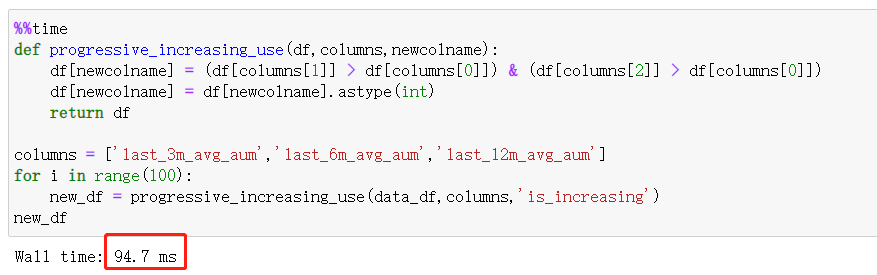 %%time
def progressive_increasing_use(df,columns,newcolname):
    df[newcolname] = (df[columns[1]] > df[columns[0]]) & (df[columns[2]] > df[columns[0]])
    df[newcolname] = df[newcolname].astype(int)
    return df
columns = ['last_3m_avg_aum','last_6m_avg_aum','last_12m_avg_aum']
for i in range(100):
    new_df = progressive_increasing_use(data_df,columns,'is_increasing')
new_df
Wall time: 94.7 ms